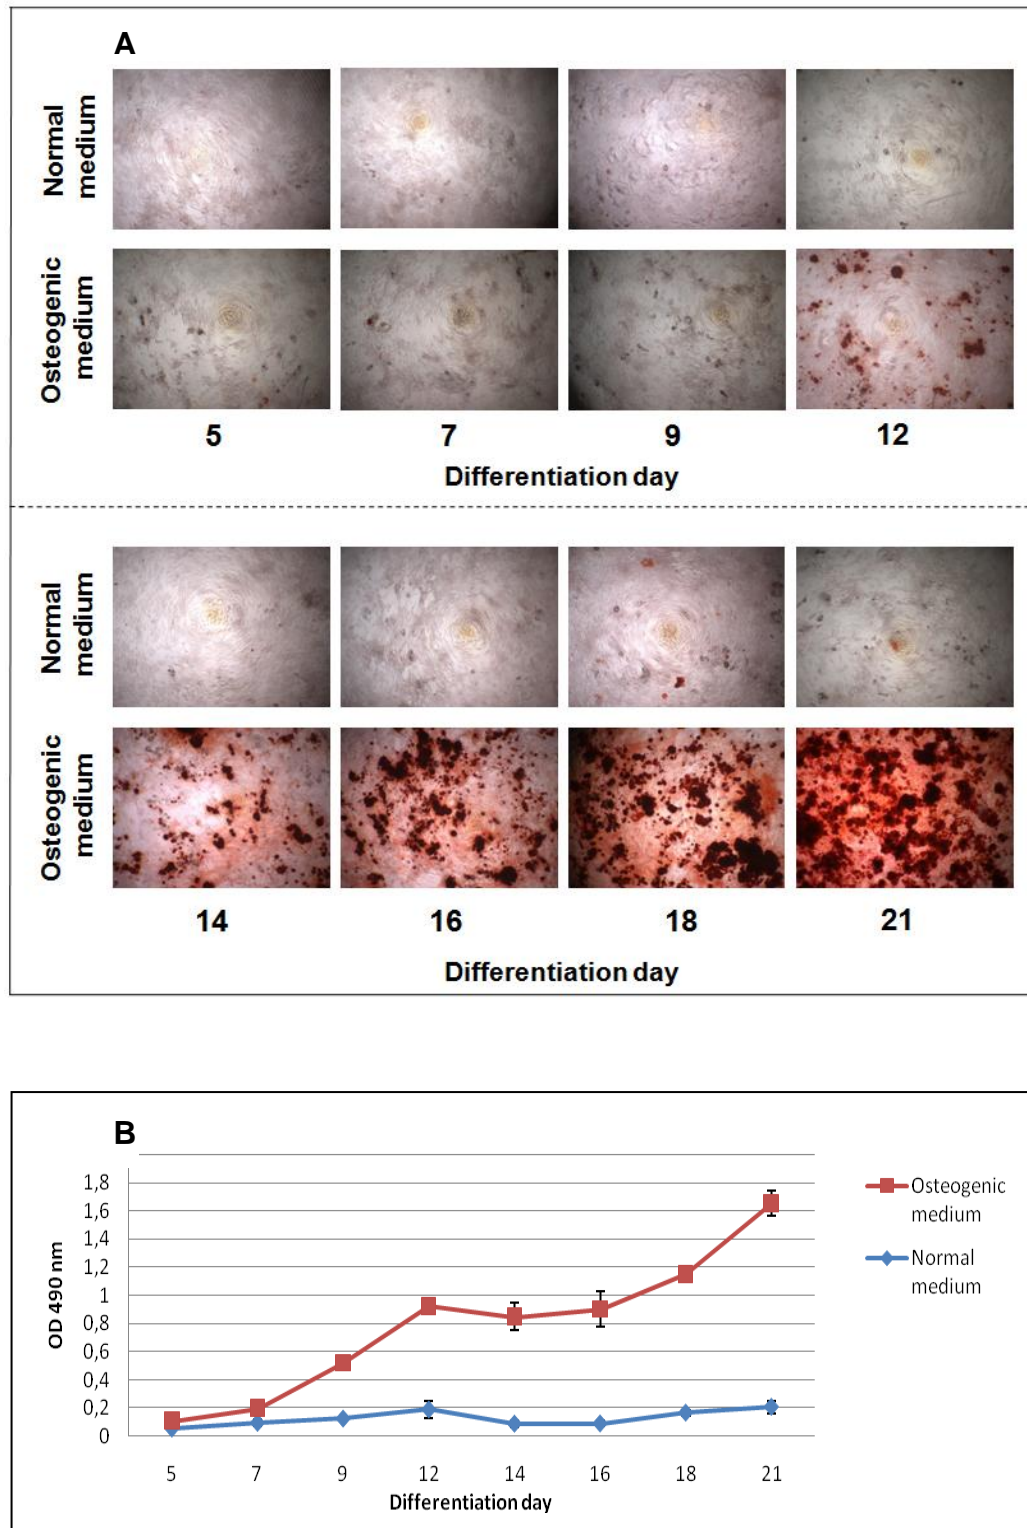 A
Normal
medium
Osteogenic
medium
5 7 9 12
Differentiation day
Normal
medium
Osteogenic
medium
14 16 18 21
Differentiation day
B
OD 490 nm
1,8
1,6
1,4
1,2
1
0,8
0,6
0,4
0,2
0
5 7 9 12 14 16 18 21
Differentiation day
Osteogenic
medium
Normal
medium